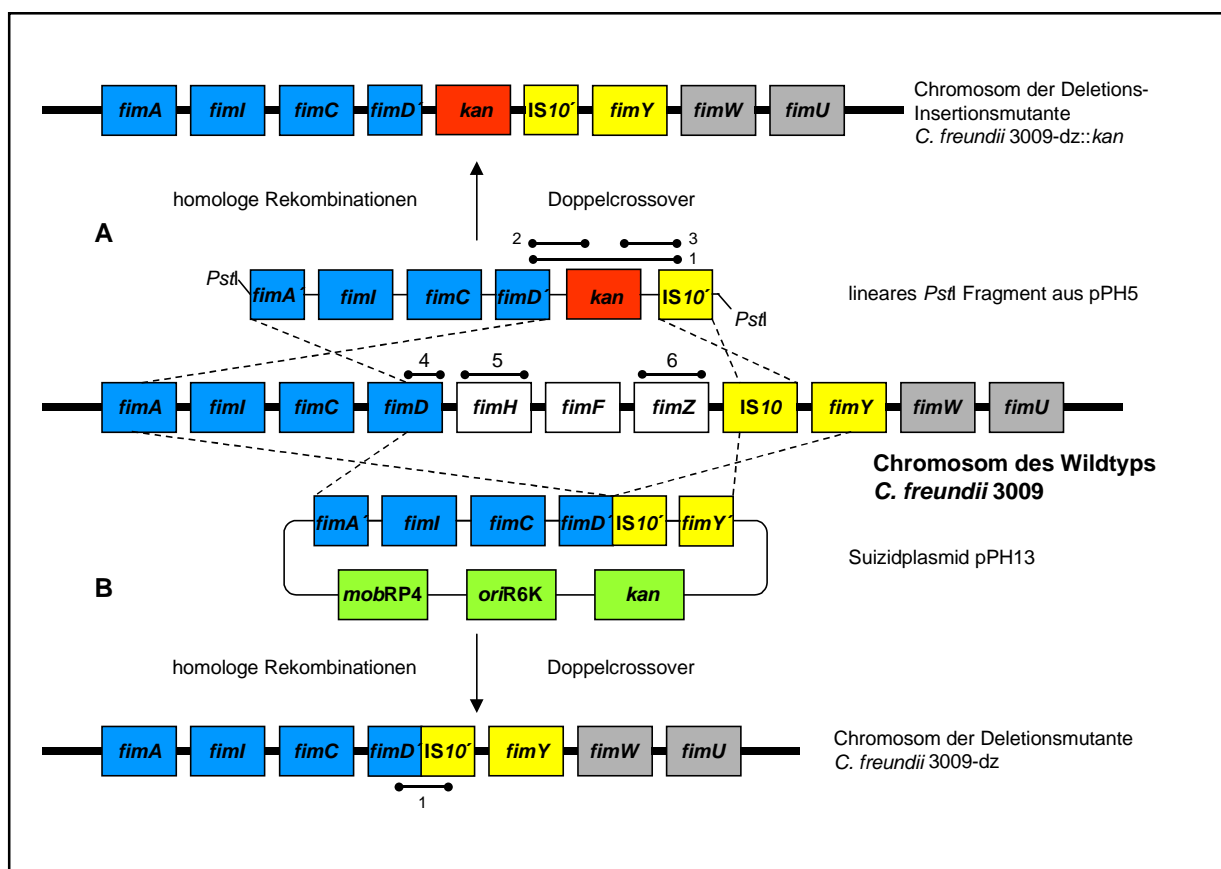 fimA fimI fimC fimD´ kan IS10´ fimY fimW fimU
Chromosom der Deletions-
Insertionsmutante
C. freundii 3009-dz::kan
homologe Rekombinationen Doppelcrossover
A
2 3
1
PstI fimA´ fimI fimC fimD´ kan IS10´ PstI
lineares PstI Fragment aus pPH5
4 5 6
fimA fimI fimC fimD fimH fimF fimZ IS10 fimY fimW fimU
Chromosom des Wildtyps
C. freundii 3009
fimA´ fimI fimC fimD´ IS10´ fimY´
Suizidplasmid pPH13
B
mobRP4 oriR6K kan
homologe Rekombinationen Doppelcrossover
fimA fimI fimC fimD´ IS10´ fimY fimW fimU
Chromosom der Deletionsmutante
C. freundii 3009-dz
1